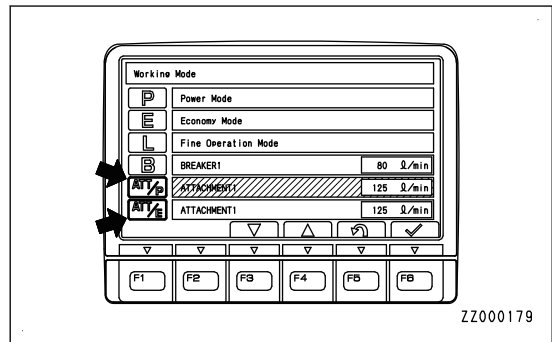 Working Mode
P Power Mode
E Economy Mode
L Fine Operation Mode
B BREAKER1 80 ℓ/min
ATT/P ATTACHMENT1 125 ℓ/min
ATT/E ATTACHMENT1 125 ℓ/min
F1 F2 F3 F4 F5 F6
ZZ000179